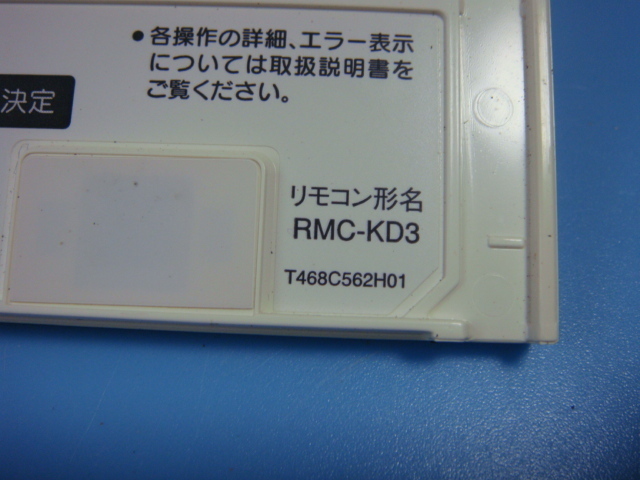 ●各操作の詳細、エラー表示
については取扱説明書を
ご覧ください。
決定
リモコン形名
RMC-KD3
T468C562H01